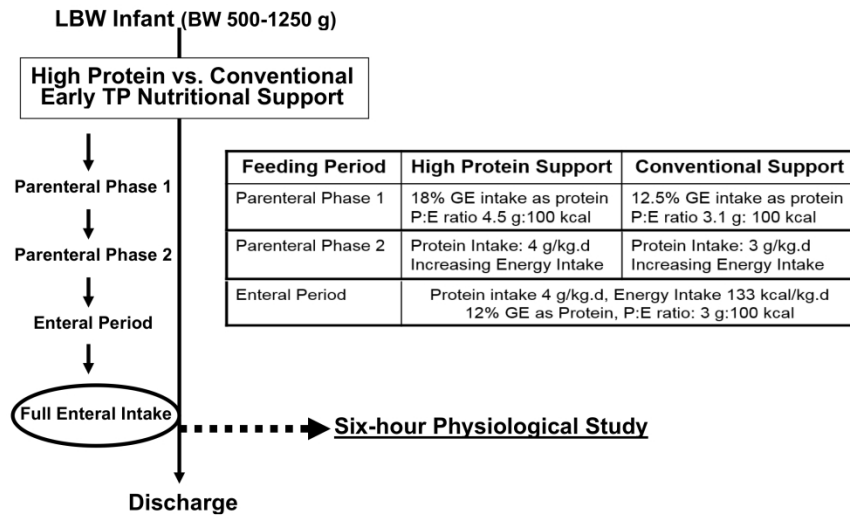 LBW Infant (BW 500-1250 g)
High Protein vs. Conventional
Early TP Nutritional Support
Parenteral Phase 1
Parenteral Phase 2
Enteral Period
Full Enteral Intake
Six-hour Physiological Study
Discharge
Feeding Period High Protein Support Conventional Support
Parenteral Phase 1 18% GE intake as protein 12.5% GE intake as protein
P:E ratio 4.5 g:100 kcal P:E ratio 3.1 g: 100 kcal
Parenteral Phase 2 Protein Intake: 4 g/kg.d Protein Intake: 3 g/kg.d
Increasing Energy Intake Increasing Energy Intake
Enteral Period Protein intake 4 g/kg.d, Energy Intake 133 kcal/kg.d
12% GE as Protein, P:E ratio: 3 g:100 kcal